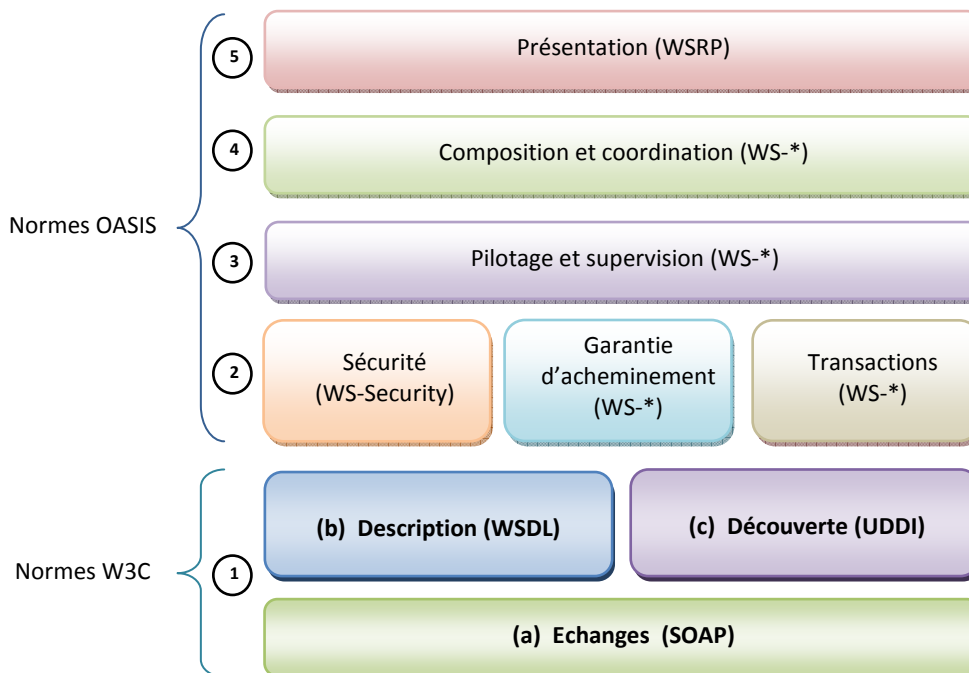 5
Présentation (WSRP)
4
Composition et coordination (WS-*)
Normes OASIS
3
Pilotage et supervision (WS-*)
2
Sécurité
(WS-Security)
Garantie
d'acheminement
(WS-*)
Transactions
(WS-*)
Normes W3C
1
(b) Description (WSDL)
(c) Découverte (UDDI)
(a) Echanges (SOAP)